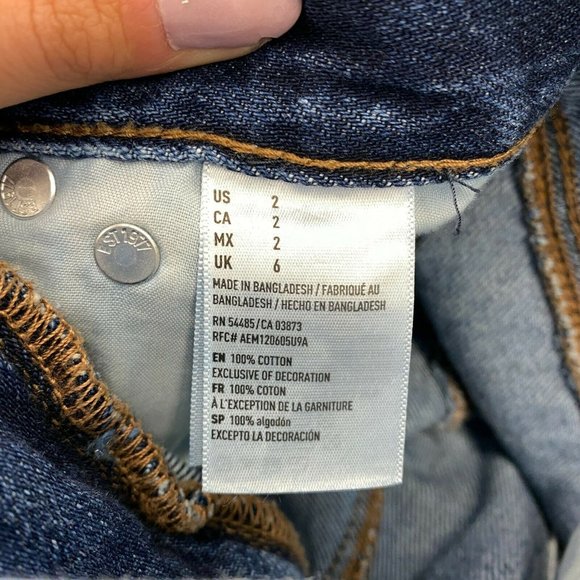 EST 1977
US 2
CA 2
MX 2
UK 6
MADE IN BANGLADESH / FABRIQUÉ AU
BANGLADESH / HECHO EN BANGLADESH
RN 54485/CA 03873
RFC# AEM120605U9A
EN 100% COTTON
EXCLUSIVE OF DECORATION
FR 100% COTON
À L'EXCEPTION DE LA GARNITURE
SP 100% algodón
EXCEPTO LA DECORACIÓN